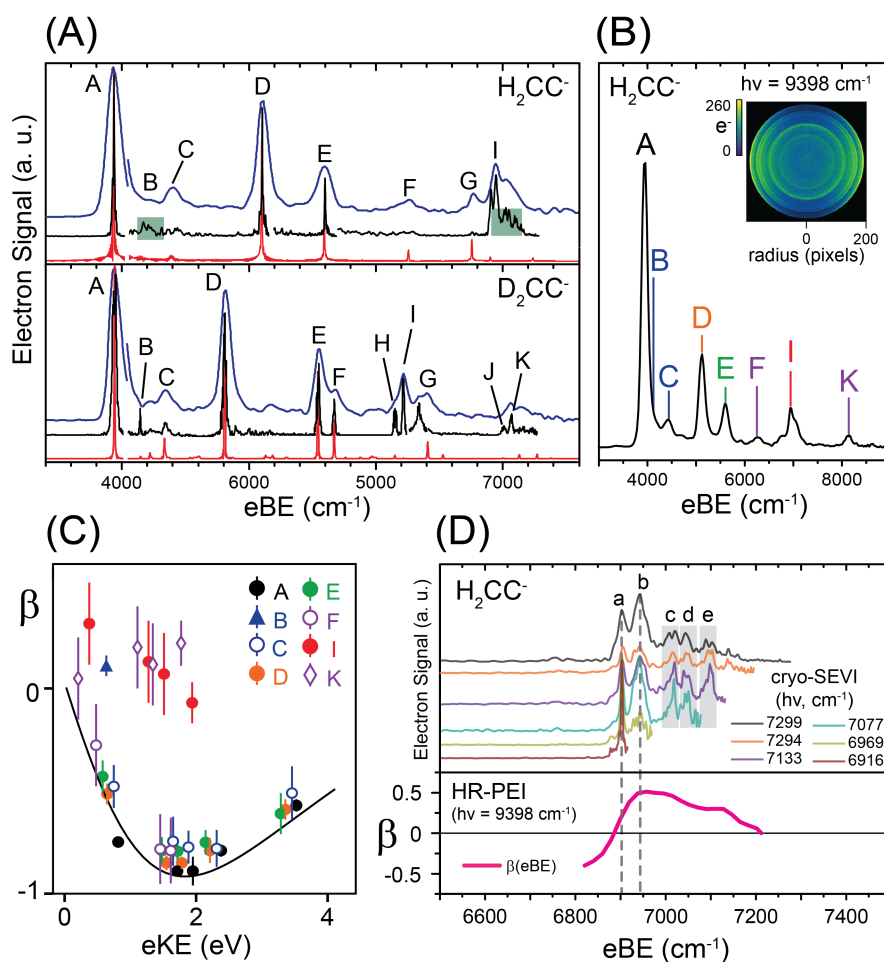 (A)
H₂CC⁻
A
B
C
D
E
F
G
I
Electron Signal (a. u.)
D₂CC⁻
A
B
C
D
E
F
H
I
G
J
K
4000 6000 5000 7000
eBE (cm⁻¹)
(B)
H₂CC⁻ hν = 9398 cm⁻¹
260
e⁻
0
0 200
radius (pixels)
A
B
C
D
E
F
I
K
4000 6000 8000
eBE (cm⁻¹)
(C)
β
0
-1
A E
B F
C I
D K
0 2 4
eKE (eV)
(D)
H₂CC⁻
a
b
c d e
Electron Signal (a. u.)
cryo-SEVI
(hν, cm⁻¹)
7299 7077
7294 6969
7133 6916
HR-PEI
(hν = 9398 cm⁻¹)
β
0.5
0
-0.5
β(eBE)
6600 6800 7000 7200 7400
eBE (cm⁻¹)